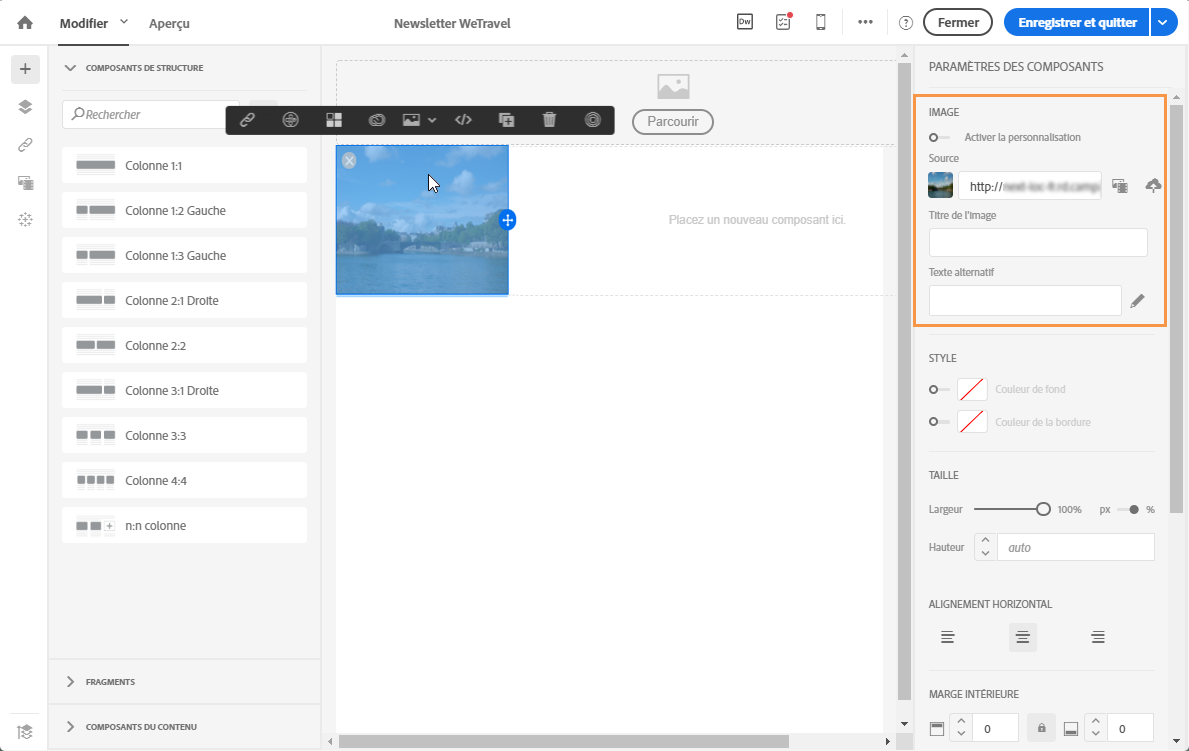 Modifier
Aperçu
Newsletter WeTravel
Dw
Fermer
Enregistrer et quitter
COMPOSANTS DE STRUCTURE
Rechercher
Colonne 1:1
Colonne 1:2 Gauche
Colonne 1:3 Gauche
Colonne 2:1 Droite
Colonne 2:2
Colonne 3:1 Droite
Colonne 3:3
Colonne 4:4
n:n colonne
FRAGMENTS
COMPOSANTS DU CONTENU
Parcourir
Placez un nouveau composant ici.
PARAMÈTRES DES COMPOSANTS
IMAGE
Activer la personnalisation
Source
http://
Titre de l'image
Texte alternatif
STYLE
Couleur de fond
Couleur de la bordure
TAILLE
Largeur 100% px %
Hauteur auto
ALIGNEMENT HORIZONTAL
MARGE INTÉRIEURE
0 0